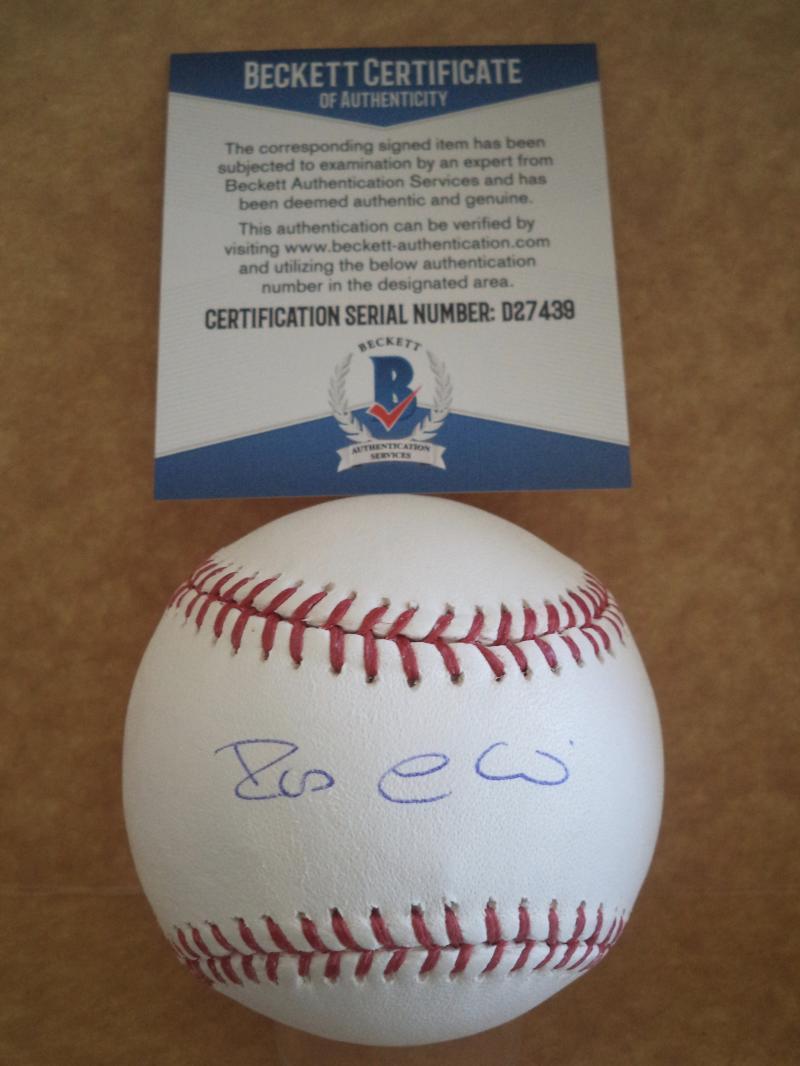 BECKETT CERTIFICATE
OF AUTHENTICITY
The corresponding signed item has been
subjected to examination by an expert from
Beckett Authentication Services and has
been deemed authentic and genuine.
This authentication can be verified by
visiting www.beckett-authentication.com
and utilizing the below authentication
number in the designated area.
CERTIFICATION SERIAL NUMBER: D27439
BECKETT
B
AUTHENTICATION
SERVICES